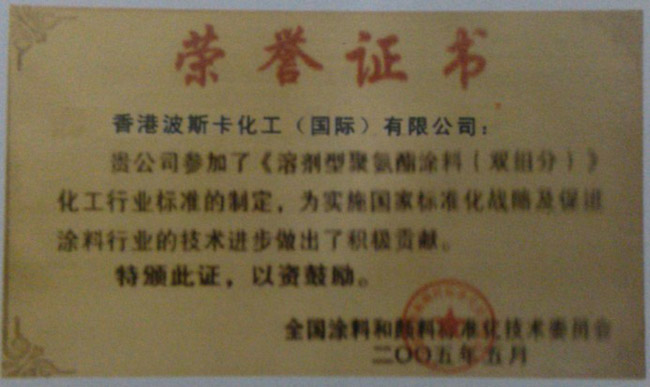 荣誉证书
香港波斯卡化工（国际）有限公司：
贵公司参加了《溶剂型聚氨酯涂料（双组分）》
化工行业标准的制定，为实施国家标准化战略及促进
涂料行业的技术进步做出了积极贡献。
特颁此证，以资鼓励。
全国涂料和颜料标准化技术委员会
二〇〇五年五月